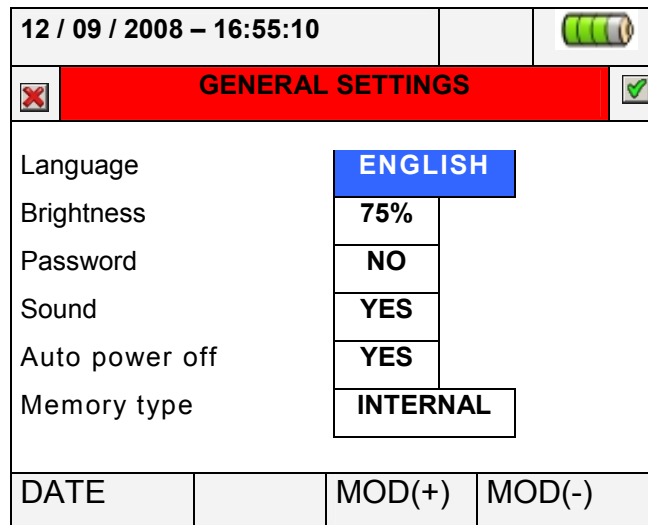 12 / 09 / 2008 – 16:55:10
GENERAL SETTINGS
Language ENGLISH
Brightness 75%
Password NO
Sound YES
Auto power off YES
Memory type INTERNAL
DATE MOD(+) MOD(-)